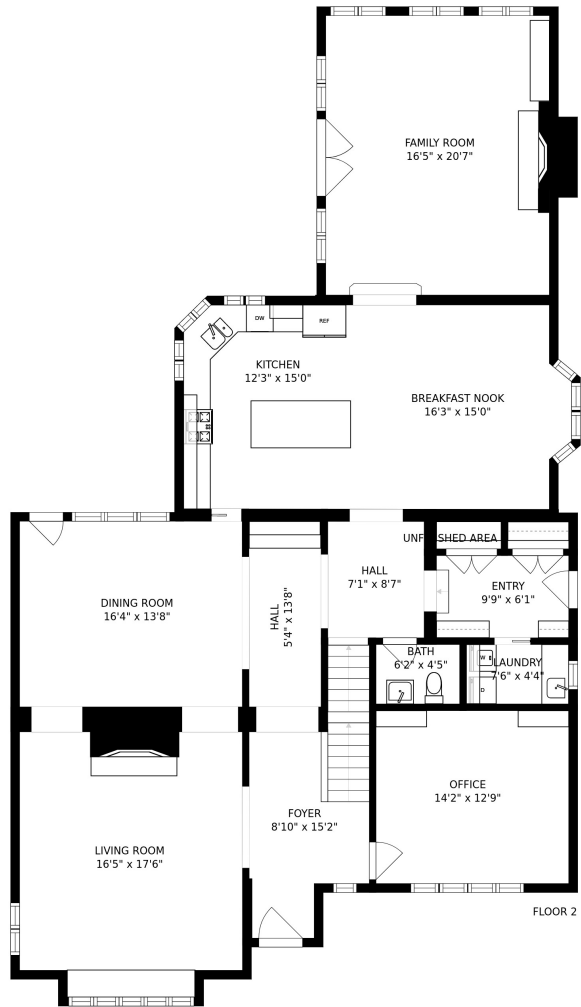 FAMILY ROOM
16'5" x 20'7"
DW
REF
KITCHEN
12'3" x 15'0"
BREAKFAST NOOK
16'3" x 15'0"
UNFINISHED AREA
HALL
7'1" x 8'7"
ENTRY
9'9" x 6'1"
DINING ROOM
16'4" x 13'8"
HALL
5'4" x 13'8"
BATH
6'2" x 4'5"
W
D
LAUNDRY
7'6" x 4'4"
OFFICE
14'2" x 12'9"
FOYER
8'10" x 15'2"
LIVING ROOM
16'5" x 17'6"
FLOOR 2